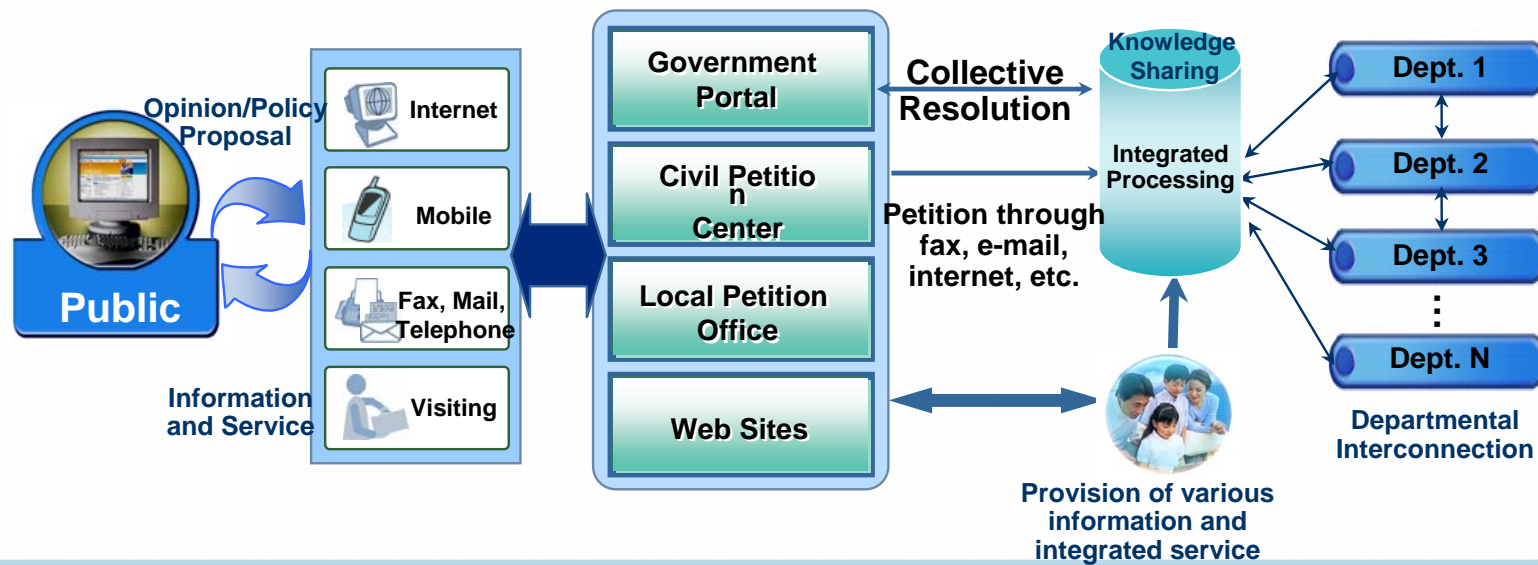 Opinion/Policy
Proposal
Public
Information
and Service
Internet
Mobile
Fax, Mail,
Telephone
Visiting
Government
Portal
Civil Petitio
n
Center
Local Petition
Office
Web Sites
Collective
Resolution
Petition through
fax, e-mail,
internet, etc.
Knowledge
Sharing
Integrated
Processing
Provision of various
information and
integrated service
Dept. 1
Dept. 2
Dept. 3
⋮
Dept. N
Departmental
Interconnection